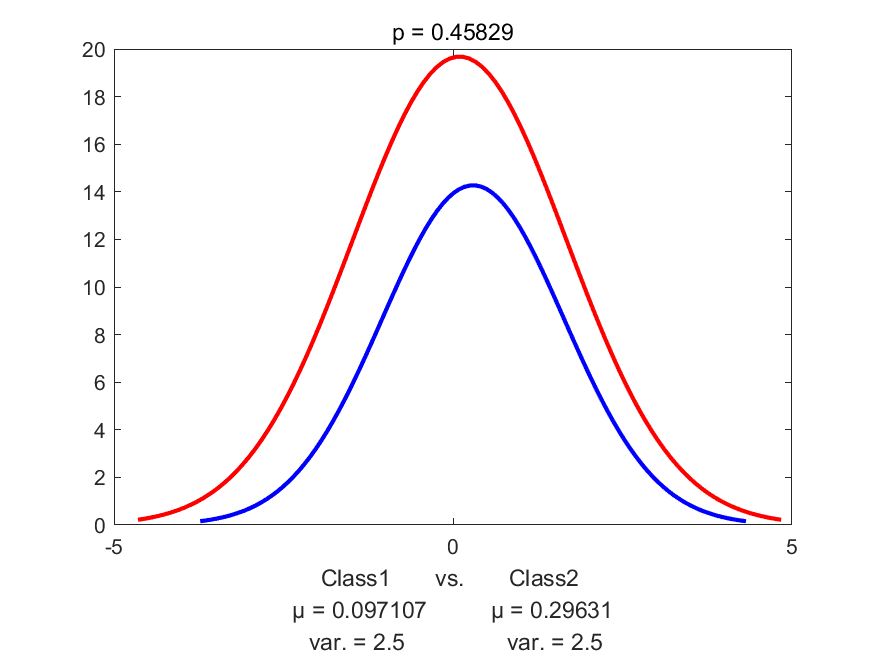 p = 0.45829
20
18
16
14
12
10
8
6
4
2
0
-5 0 5
Class1 vs. Class2
μ = 0.097107 μ = 0.29631
var. = 2.5 var. = 2.5